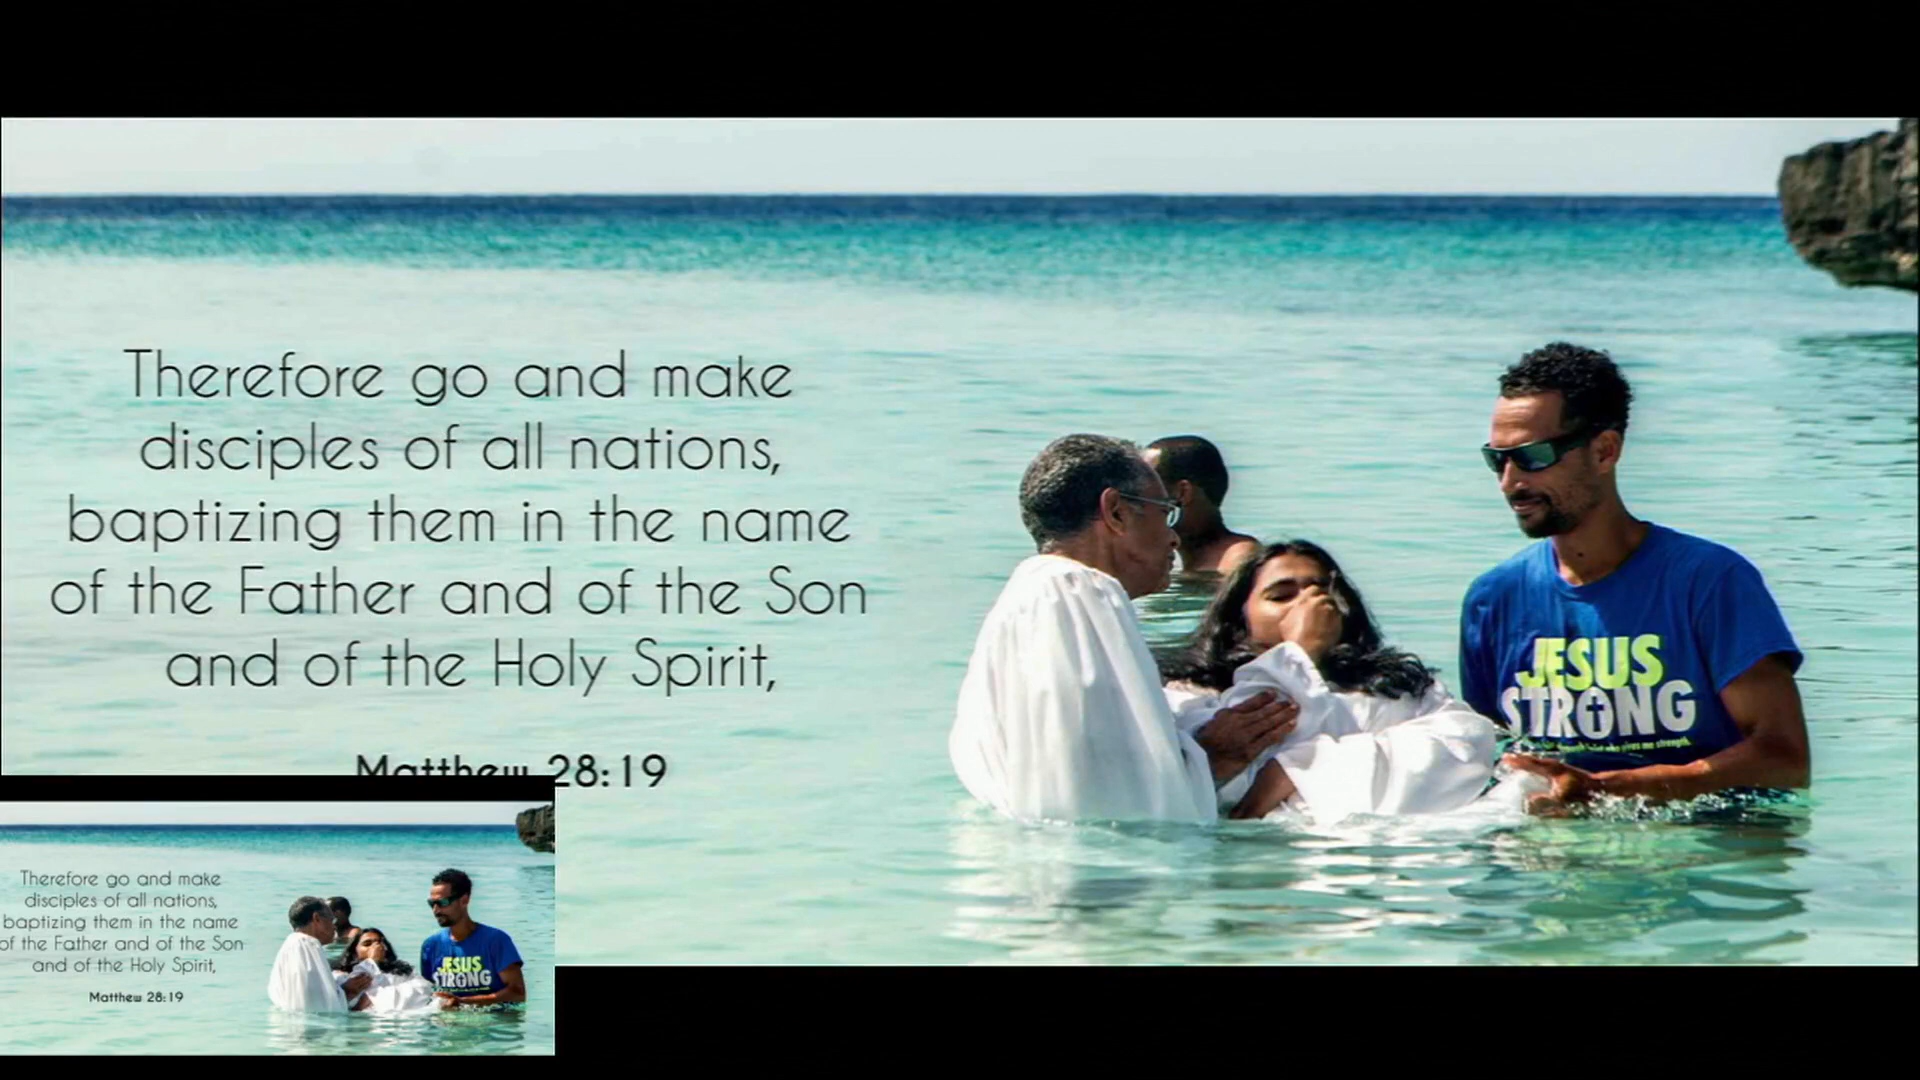 Therefore go and make
disciples of all nations,
baptizing them in the name
of the Father and of the Son
and of the Holy Spirit,
Matthew 28:19
JESUS
STRONG
me strength.
Therefore go and make
disciples of all nations,
baptizing them in the name
of the Father and of the Son
and of the Holy Spirit,
Matthew 28:19
JESUS
STRONG